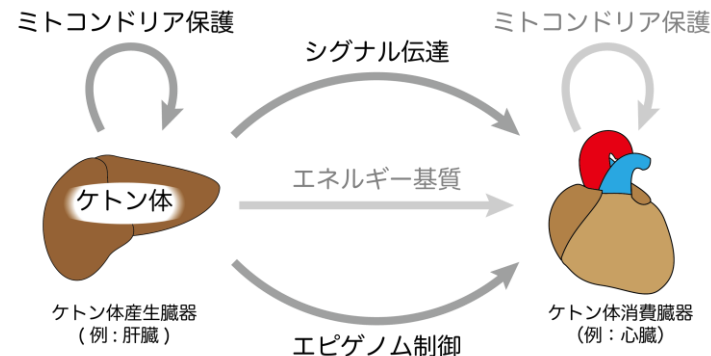 ミトコンドリア保護
ミトコンドリア保護
シグナル伝達
エネルギー基質
ケトン体
ケトン体産生臓器
( 例 : 肝臓 )
ケトン体消費臓器
（例：心臓）
エピゲノム制御